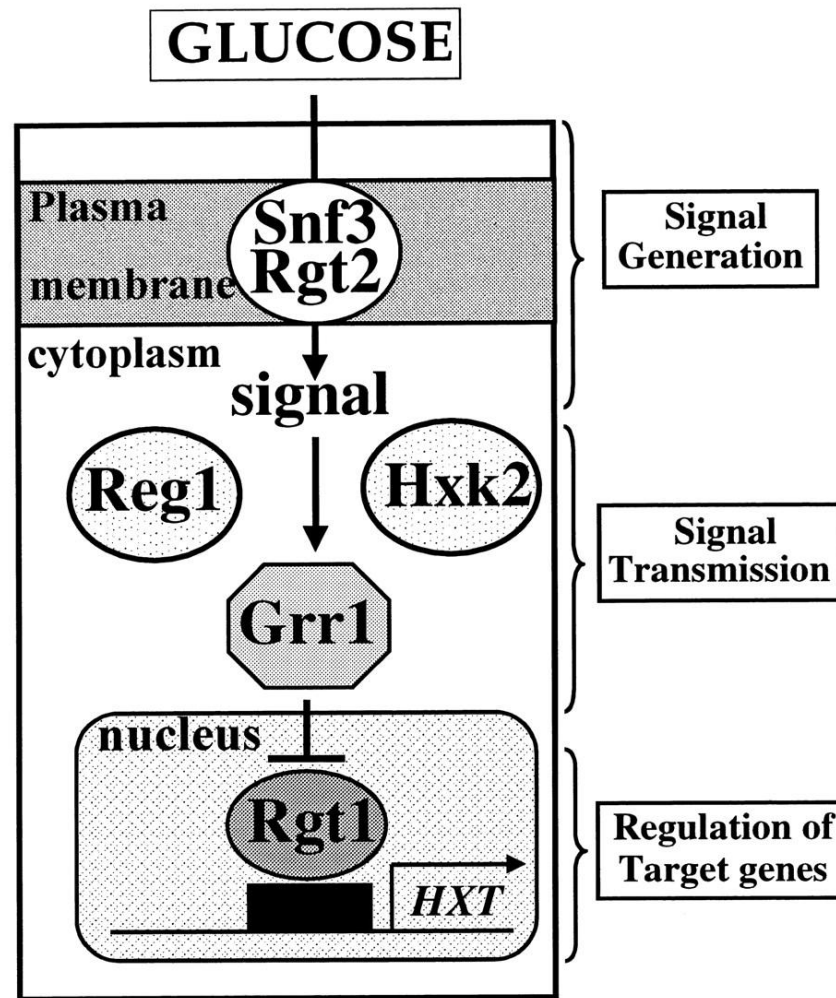 GLUCOSE
Plasma
membrane
Snf3
Rgt2
Signal
Generation
cytoplasm
signal
Reg1
Hxk2
Signal
Transmission
Grr1
nucleus
Rgt1
HXT
Regulation of
Target genes